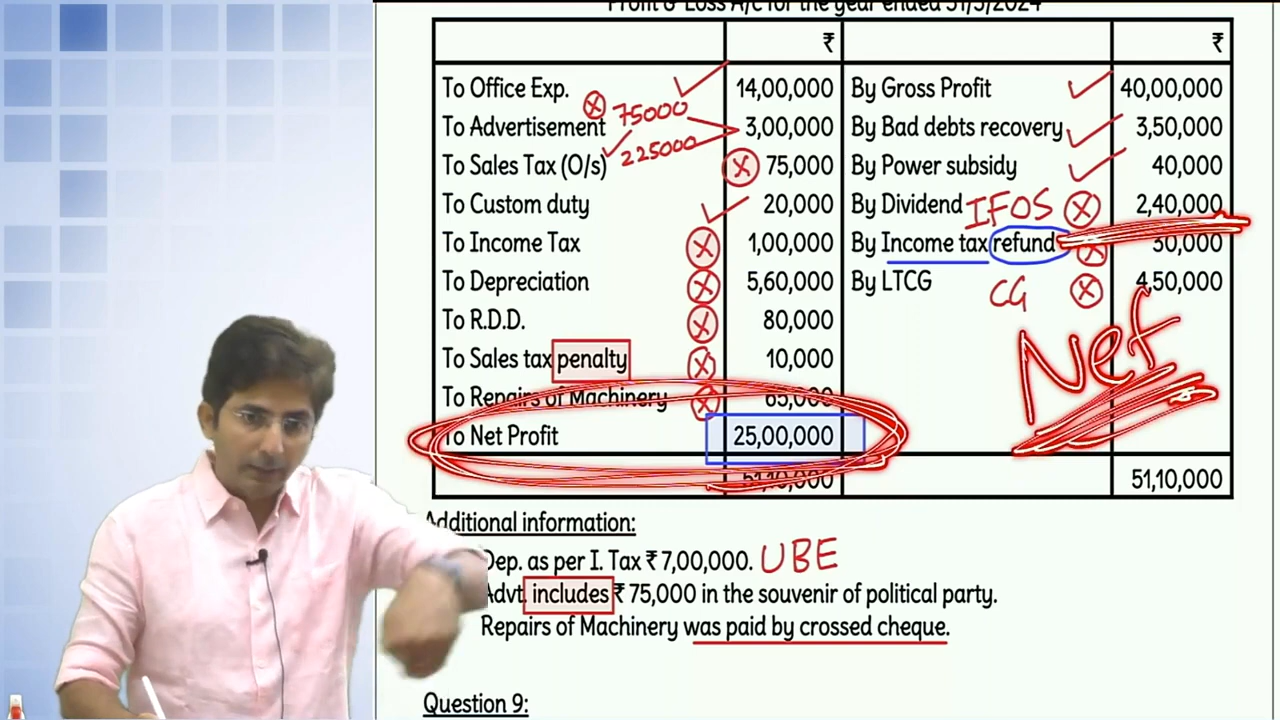 Profit & Loss A/c for the year ended 31/3/2024
₹ ₹
To Office Exp. 14,00,000 By Gross Profit 40,00,000
75000
To Advertisement 3,00,000 By Bad debts recovery 3,50,000
225000
To Sales Tax (O/s) 75,000 By Power subsidy 40,000
To Custom duty 20,000 By Dividend IFOS 2,40,000
To Income Tax 1,00,000 By Income tax refund 30,000
To Depreciation 5,60,000 By LTCG CG 4,50,000
To R.D.D. 80,000
To Sales tax penalty 10,000 Net
To Repairs of Machinery 65,000
To Net Profit 25,00,000
51,10,000 51,10,000
Additional information:
Dep. as per I. Tax ₹ 7,00,000. UBE
Advt. includes ₹ 75,000 in the souvenir of political party.
Repairs of Machinery was paid by crossed cheque.
Question 9: